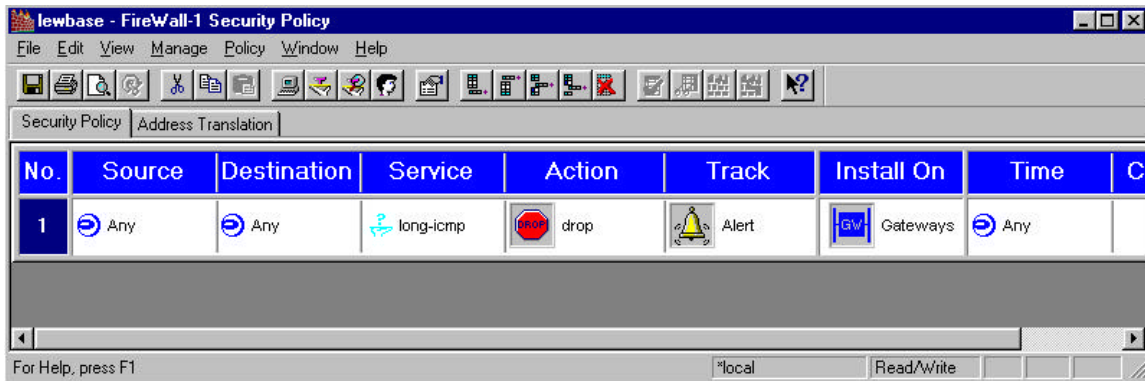 lewbase - FireWall-1 Security Policy
File Edit View Manage Policy Window Help
Security Policy Address Translation
No. Source Destination Service Action Track Install On Time C
1 Any Any long-icmp DROP drop Alert GW Gateways Any
For Help, press F1 *local Read/Write